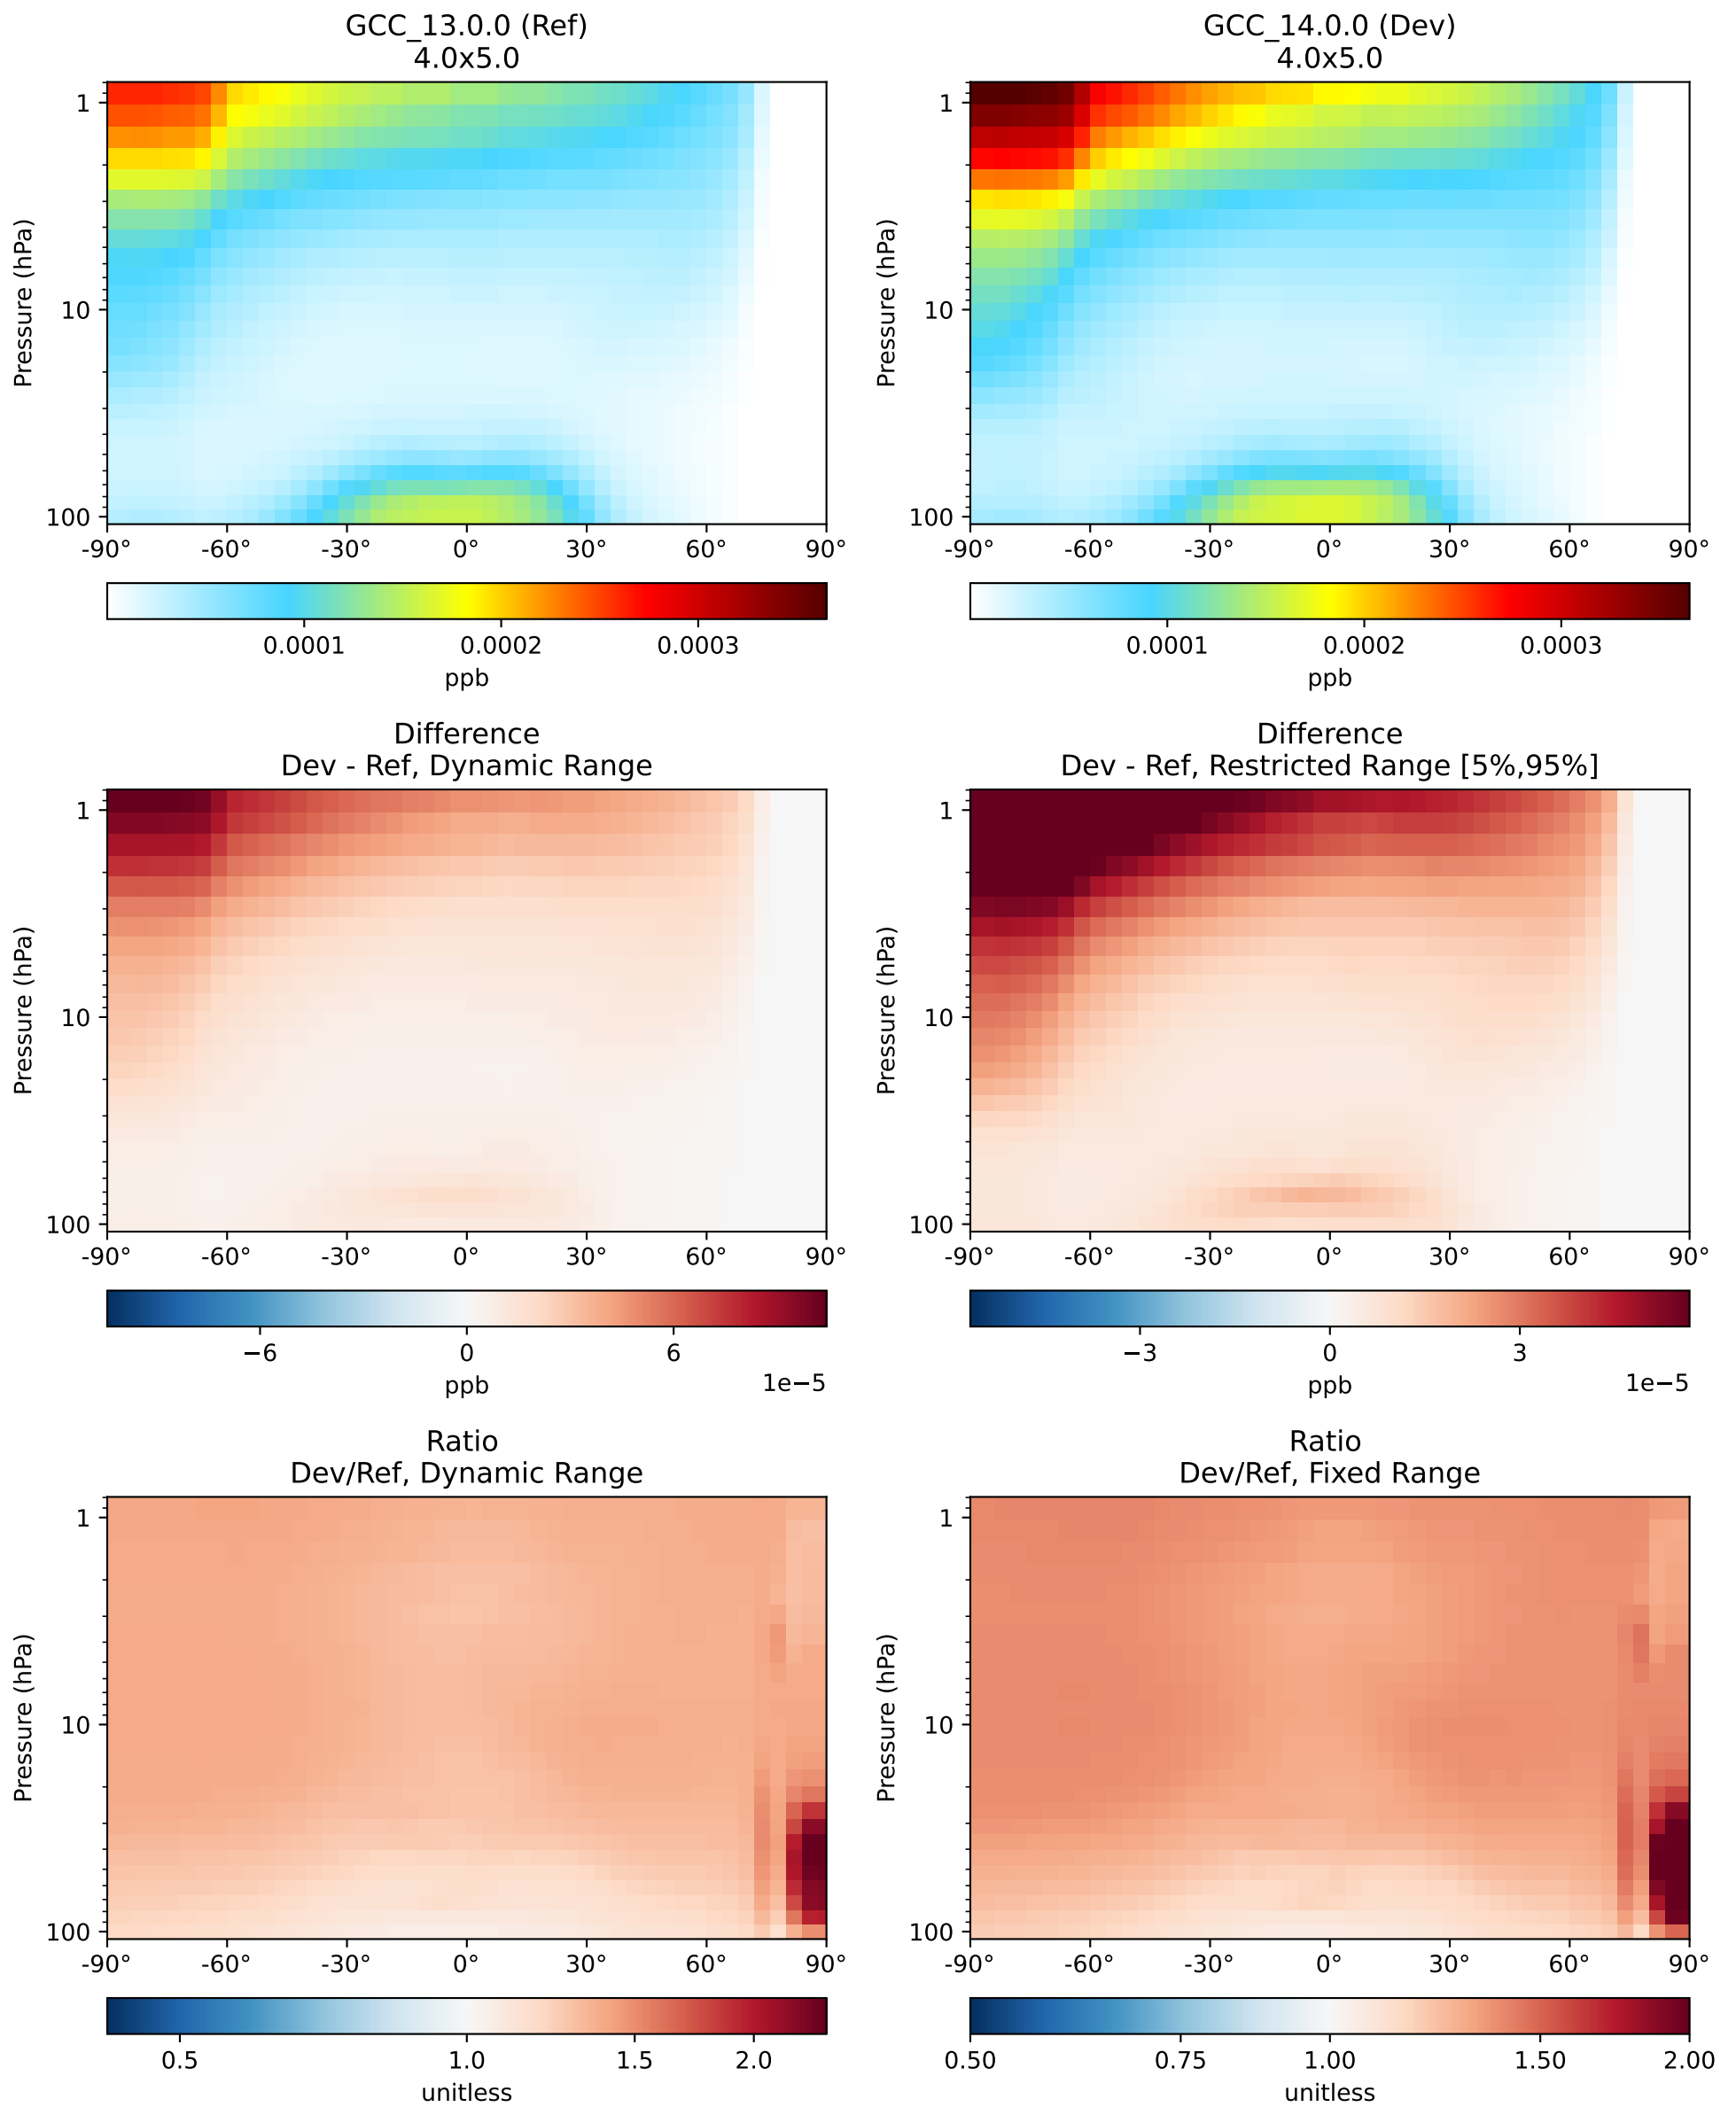 GCC_13.0.0 (Ref)
4.0x5.0
Pressure (hPa)
1
10
100
-90° -60° -30° 0° 30° 60° 90°
0.0001 0.0002 0.0003
ppb
GCC_14.0.0 (Dev)
4.0x5.0
Pressure (hPa)
1
10
100
-90° -60° -30° 0° 30° 60° 90°
0.0001 0.0002 0.0003
ppb
Difference
Dev - Ref, Dynamic Range
Pressure (hPa)
1
10
100
-90° -60° -30° 0° 30° 60° 90°
−6 0 6
1e−5
ppb
Difference
Dev - Ref, Restricted Range [5%,95%]
Pressure (hPa)
1
10
100
-90° -60° -30° 0° 30° 60° 90°
−3 0 3
1e−5
ppb
Ratio
Dev/Ref, Dynamic Range
Pressure (hPa)
1
10
100
-90° -60° -30° 0° 30° 60° 90°
0.5 1.0 1.5 2.0
unitless
Ratio
Dev/Ref, Fixed Range
Pressure (hPa)
1
10
100
-90° -60° -30° 0° 30° 60° 90°
0.50 0.75 1.00 1.50 2.00
unitless